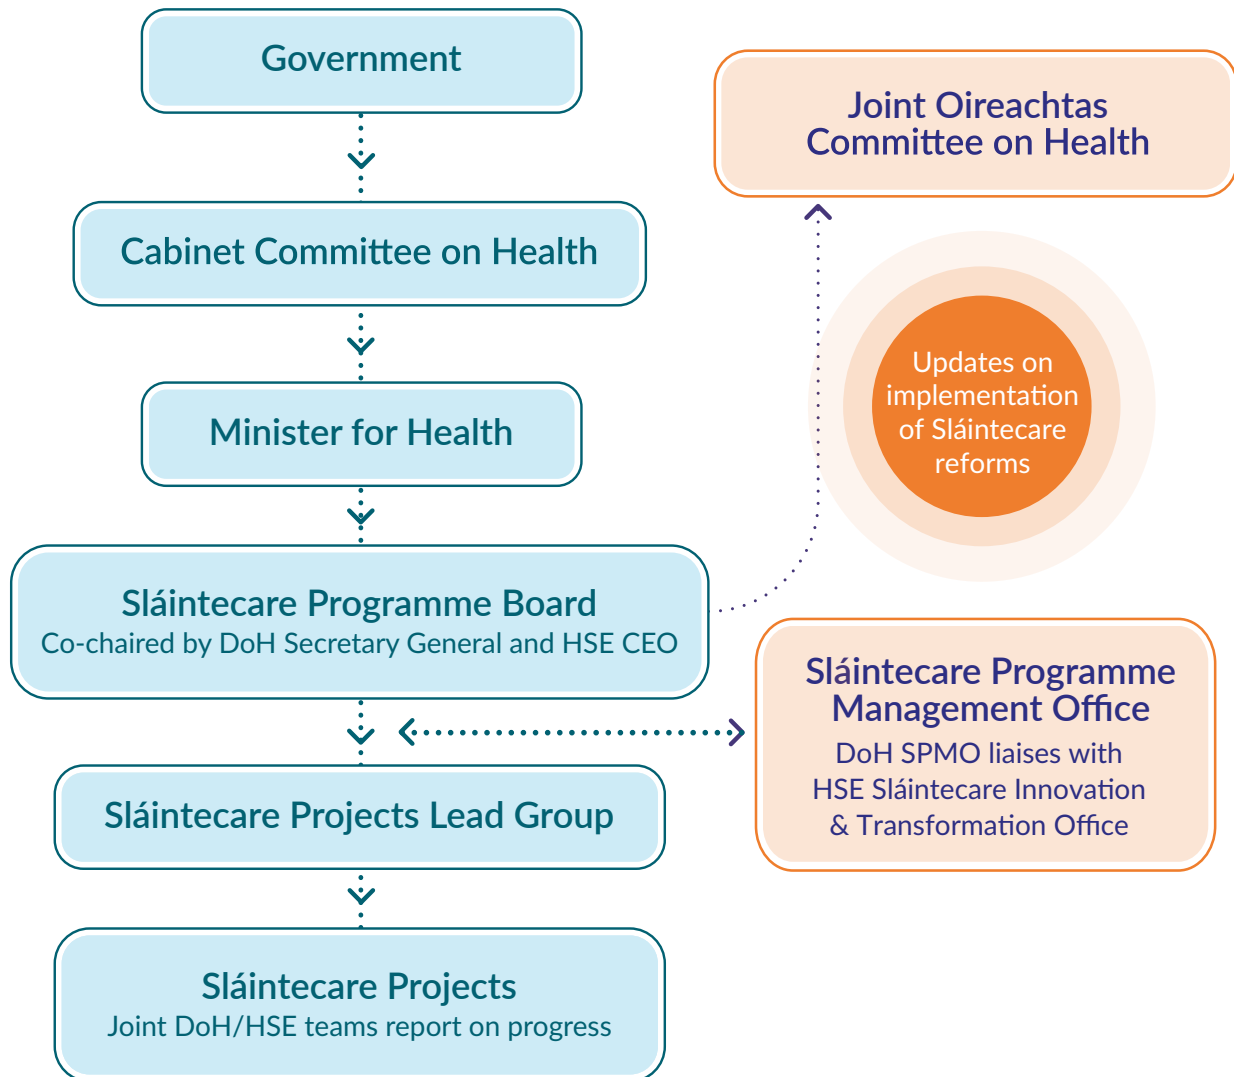 Government
Joint Oireachtas
Committee on Health
Cabinet Committee on Health
Updates on
implementation
of Sláintecare
reforms
Minister for Health
Sláintecare Programme Board
Co-chaired by DoH Secretary General and HSE CEO
Sláintecare Programme
Management Office
DoH SPMO liaises with
HSE Sláintecare Innovation
& Transformation Office
Sláintecare Projects Lead Group
Sláintecare Projects
Joint DoH/HSE teams report on progress